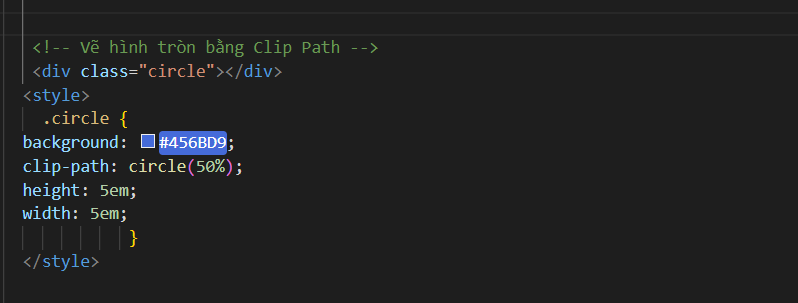 <!-- Vẽ hình tròn bằng Clip Path -->
<div class="circle"></div>
<style>
.circle {
background: #456BD9;
clip-path: circle(50%);
height: 5em;
width: 5em;
}
</style>